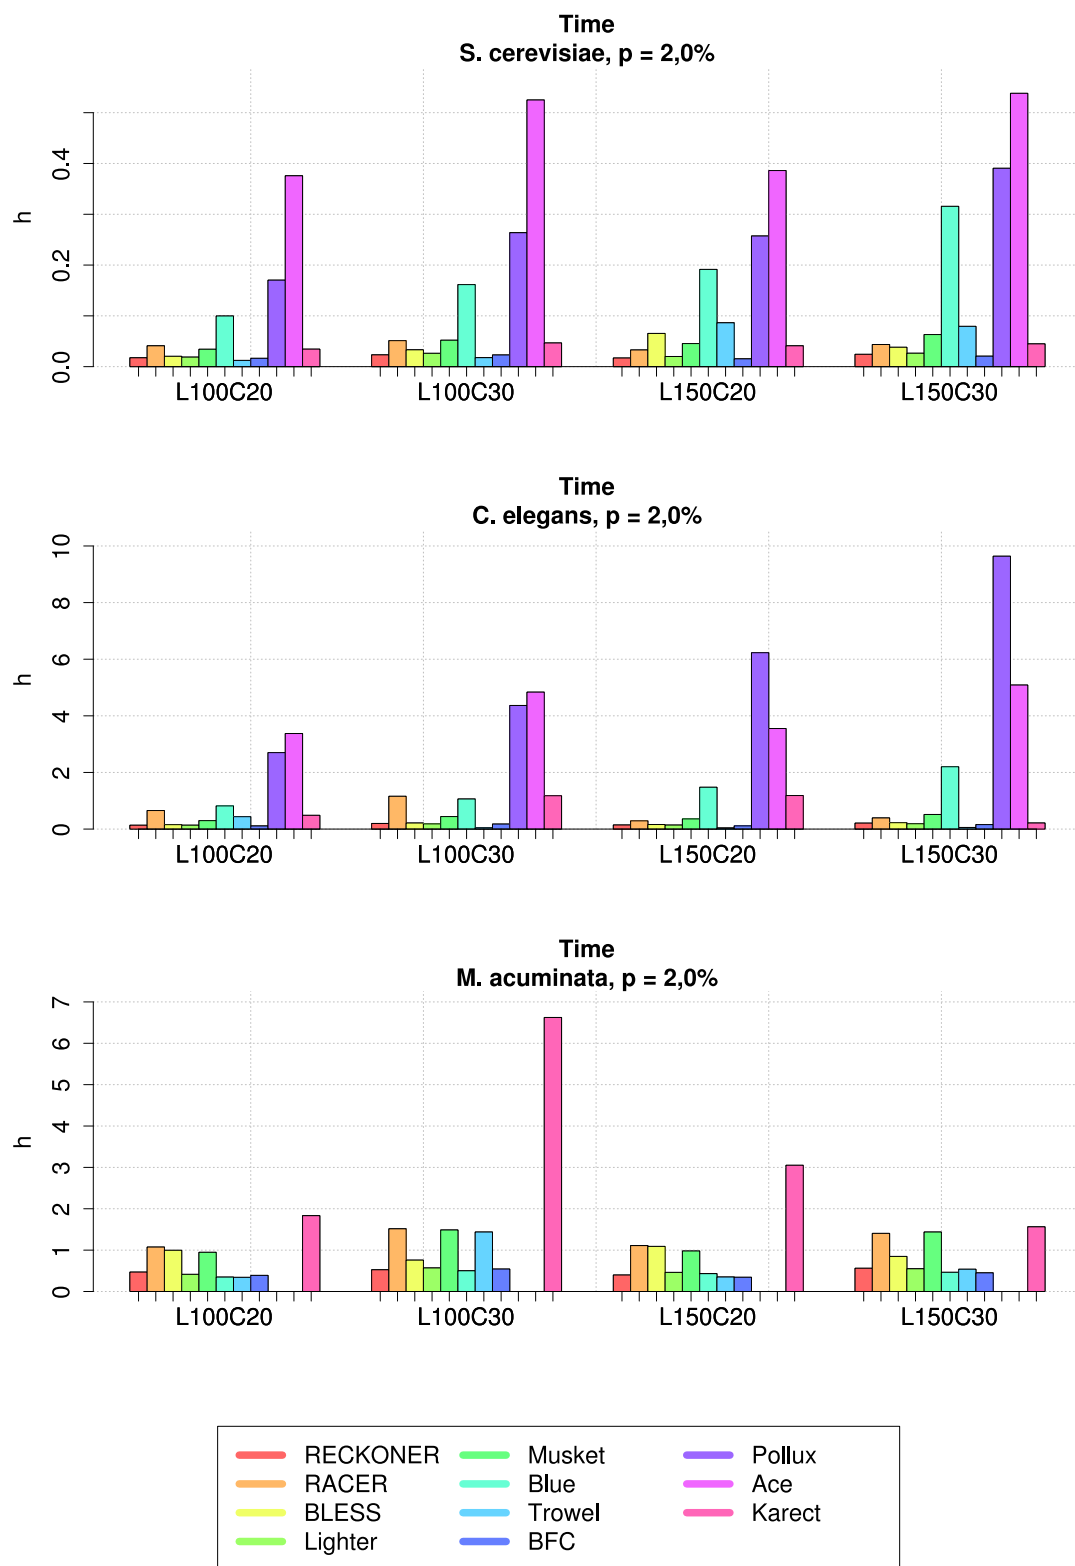 Time
S. cerevisiae, p = 2,0%
h
0.0
0.2
0.4
L100C20 L100C30 L150C20 L150C30
Time
C. elegans, p = 2,0%
h
0
2
4
6
8
10
L100C20 L100C30 L150C20 L150C30
Time
M. acuminata, p = 2,0%
h
0
1
2
3
4
5
6
7
L100C20 L100C30 L150C20 L150C30
RECKONER Musket Pollux
RACER Blue Ace
BLESS Trowel Karect
Lighter BFC